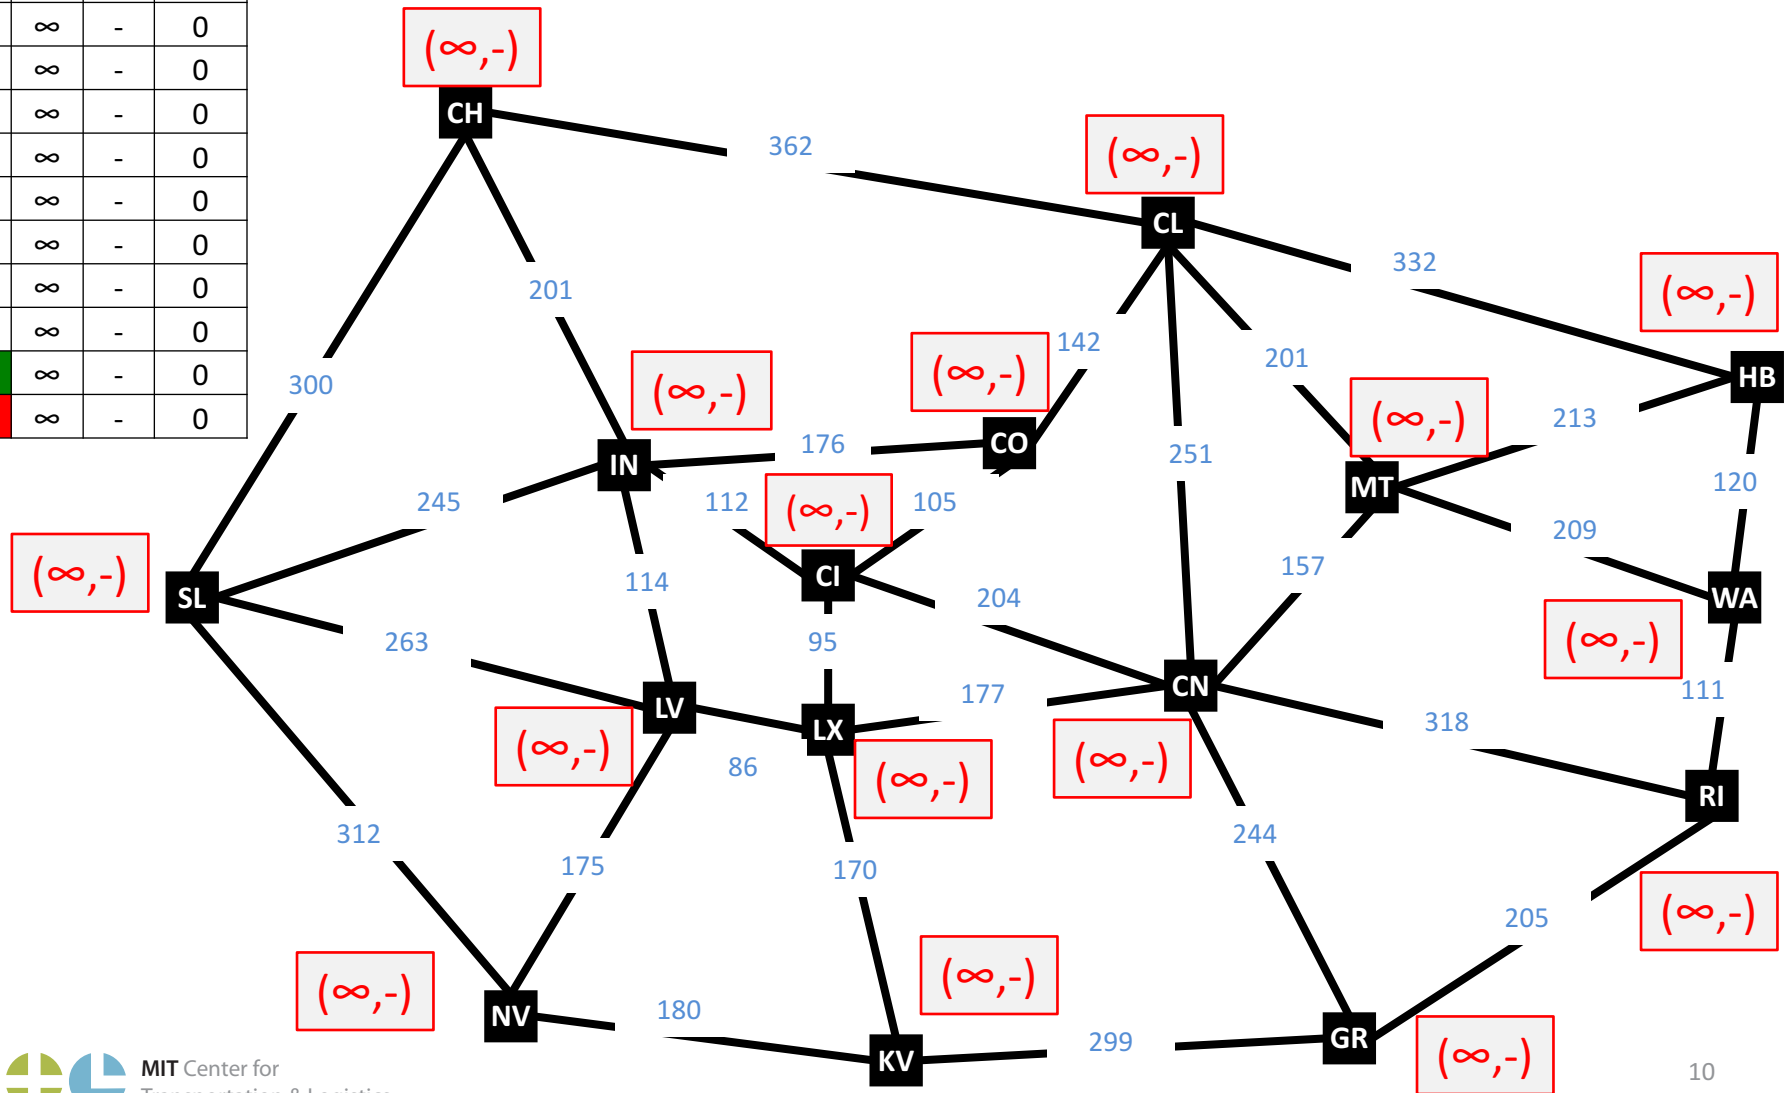 ∞ - 0
∞ - 0
∞ - 0
∞ - 0
∞ - 0
∞ - 0
∞ - 0
∞ - 0
∞ - 0
∞ - 0
(∞,-)
CH
362
(∞,-)
CL
332
(∞,-)
HB
201
300
(∞,-)
IN
176
(∞,-)
CO
142
251
201
(∞,-)
MT
213
120
209
245
112
(∞,-)
105
CI
(∞,-)
SL
114
204
157
WA
(∞,-)
111
263
95
LV
(∞,-)
86
LX
(∞,-)
177
CN
(∞,-)
318
RI
(∞,-)
312
175
170
244
205
(∞,-)
NV
180
(∞,-)
KV
299
GR
(∞,-)
MIT Center for
Transportation & Logistics
10